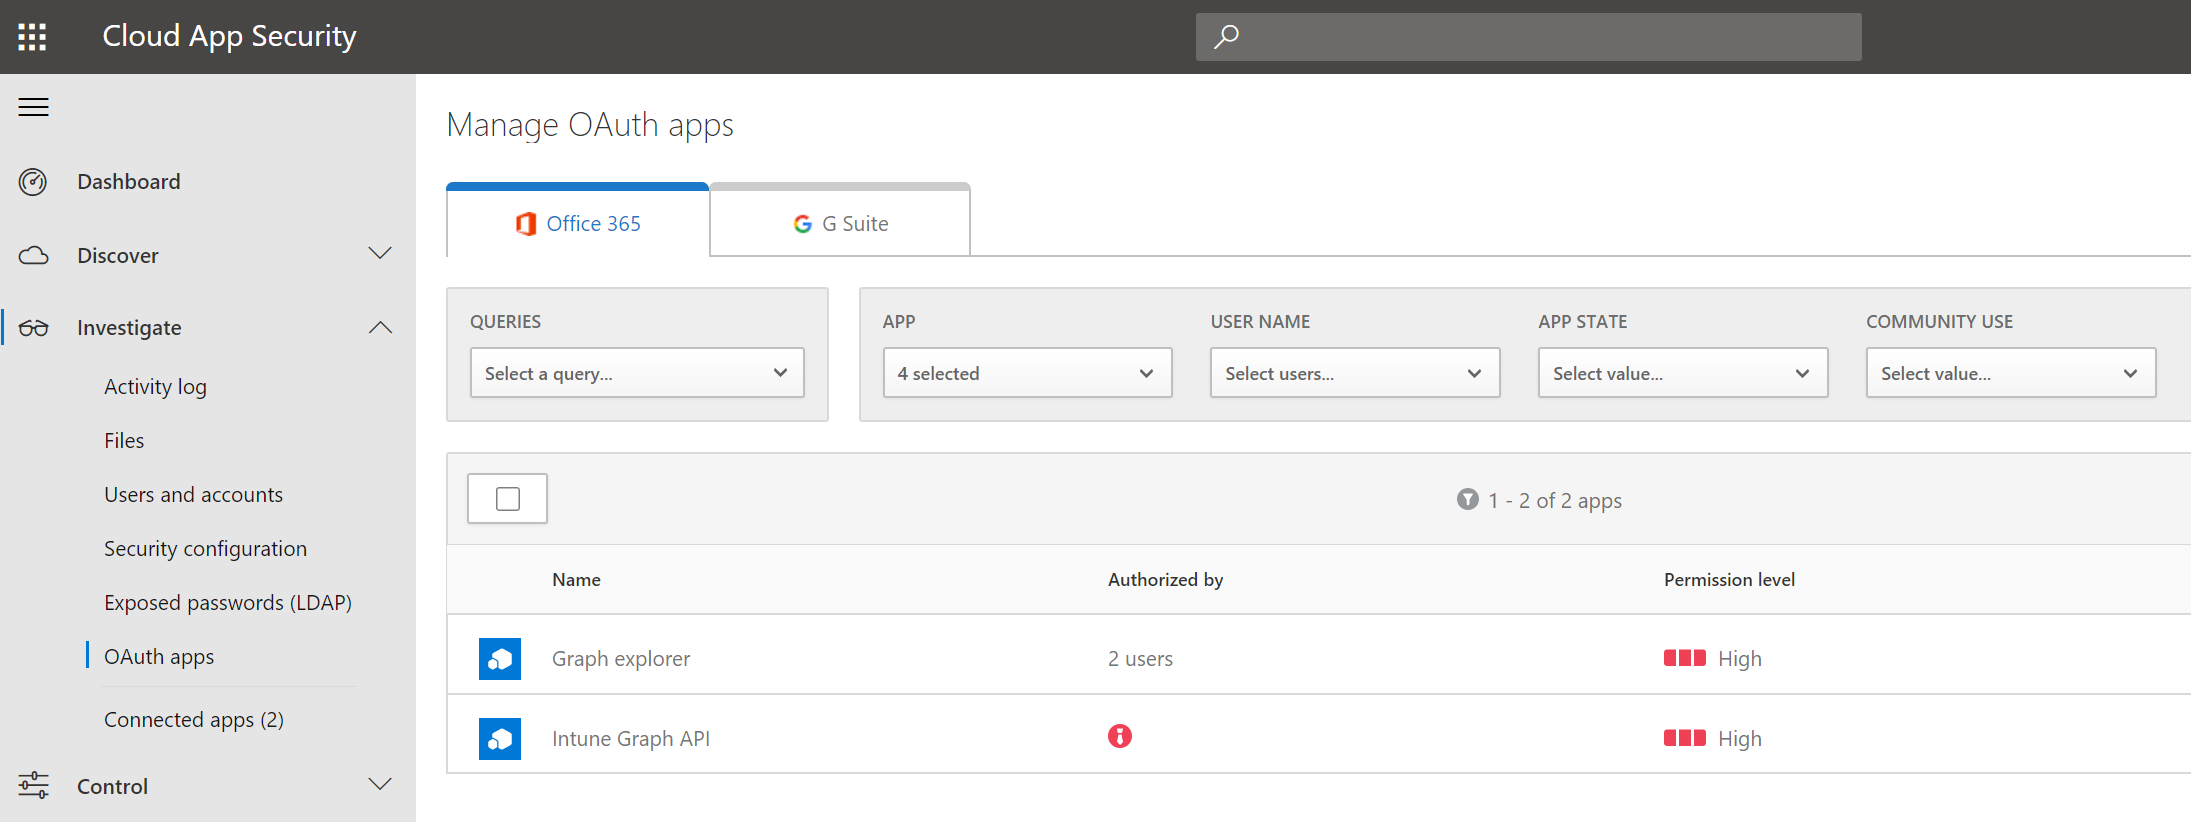 Cloud App Security
Manage OAuth apps
Dashboard
Office 365
G Suite
Discover
Investigate
QUERIES
APP
USER NAME
APP STATE
COMMUNITY USE
Select a query...
4 selected
Select users...
Select value...
Select value...
Activity log
Files
Users and accounts
Security configuration
Exposed passwords (LDAP)
OAuth apps
Connected apps (2)
Control
1 - 2 of 2 apps
Name
Authorized by
Permission level
Graph explorer
2 users
High
Intune Graph API
High